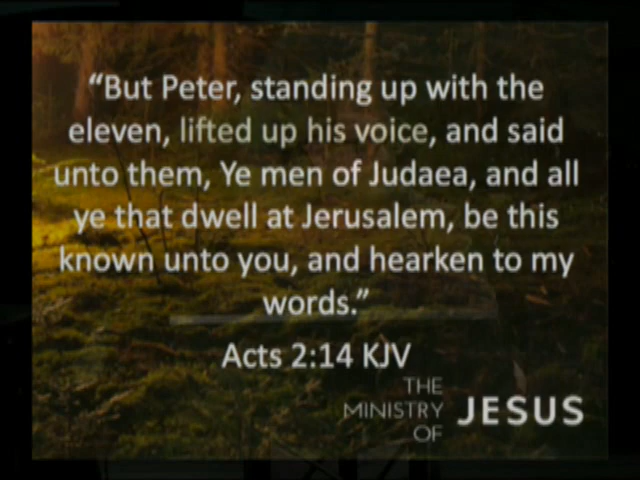 “But Peter, standing up with the
eleven, lifted up his voice, and said
unto them, Ye men of Judaea, and all
ye that dwell at Jerusalem, be this
known unto you, and hearken to my
words.”
Acts 2:14 KJV
THE
MINISTRY
OF
JESUS